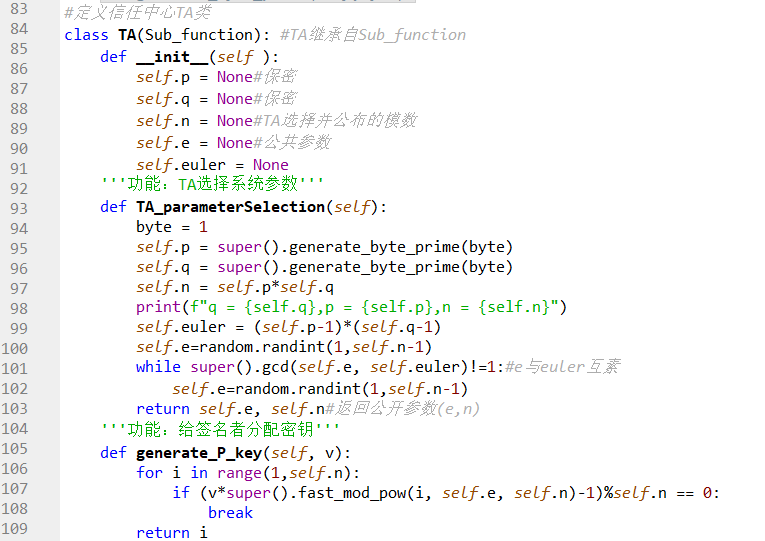 83 #定义信任中心TA类
84 class TA(Sub_function): #TA继承自Sub_function
85     def __init__(self ):
86         self.p = None#保密
87         self.q = None#保密
88         self.n = None#TA选择并公布的模数
89         self.e = None#公共参数
90         self.euler = None
91     '''功能：TA选择系统参数'''
92     def TA_parameterSelection(self):
93         byte = 1
94         self.p = super().generate_byte_prime(byte)
95         self.q = super().generate_byte_prime(byte)
96         self.n = self.p*self.q
97         print(f"q = {self.q},p = {self.p},n = {self.n}")
98         self.euler = (self.p-1)*(self.q-1)
99         self.e=random.randint(1,self.n-1)
100         while super().gcd(self.e, self.euler)!=1:#e与euler互素
101             self.e=random.randint(1,self.n-1)
102         return self.e, self.n#返回公开参数(e,n)
103     '''功能：给签名者分配密钥'''
104     def generate_P_key(self, v):
105         for i in range(1,self.n):
106             if (v*super().fast_mod_pow(i, self.e, self.n)-1)%self.n == 0:
107                 break
108         return i
109